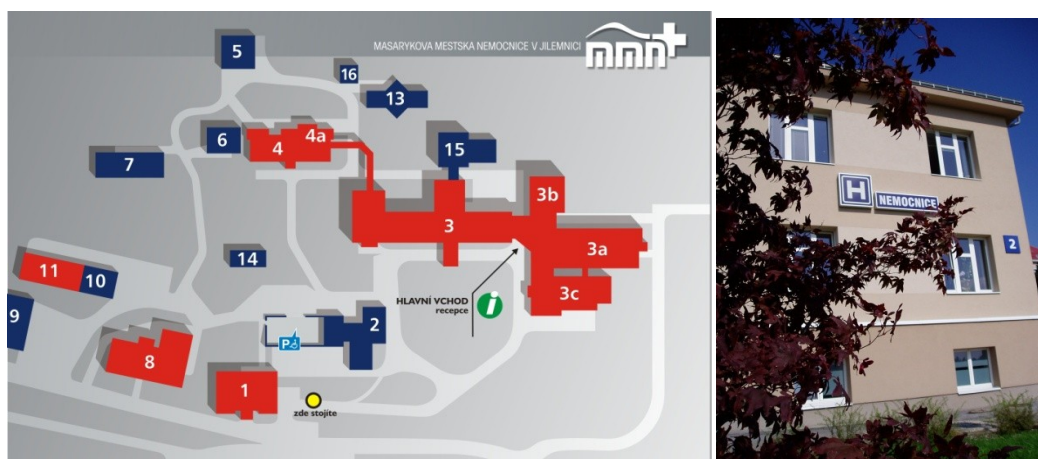 MASARYKOVA MESTSKA NEMOCNICE V JILEMNICI
mmn
5
16
13
4a
4
6
15
7
3b
3
3a
14
11
10
3c
HLAVNÍ VCHOD
recepce
i
9
2
P
8
1
zde stojíte
H
NEMOCNICE
2